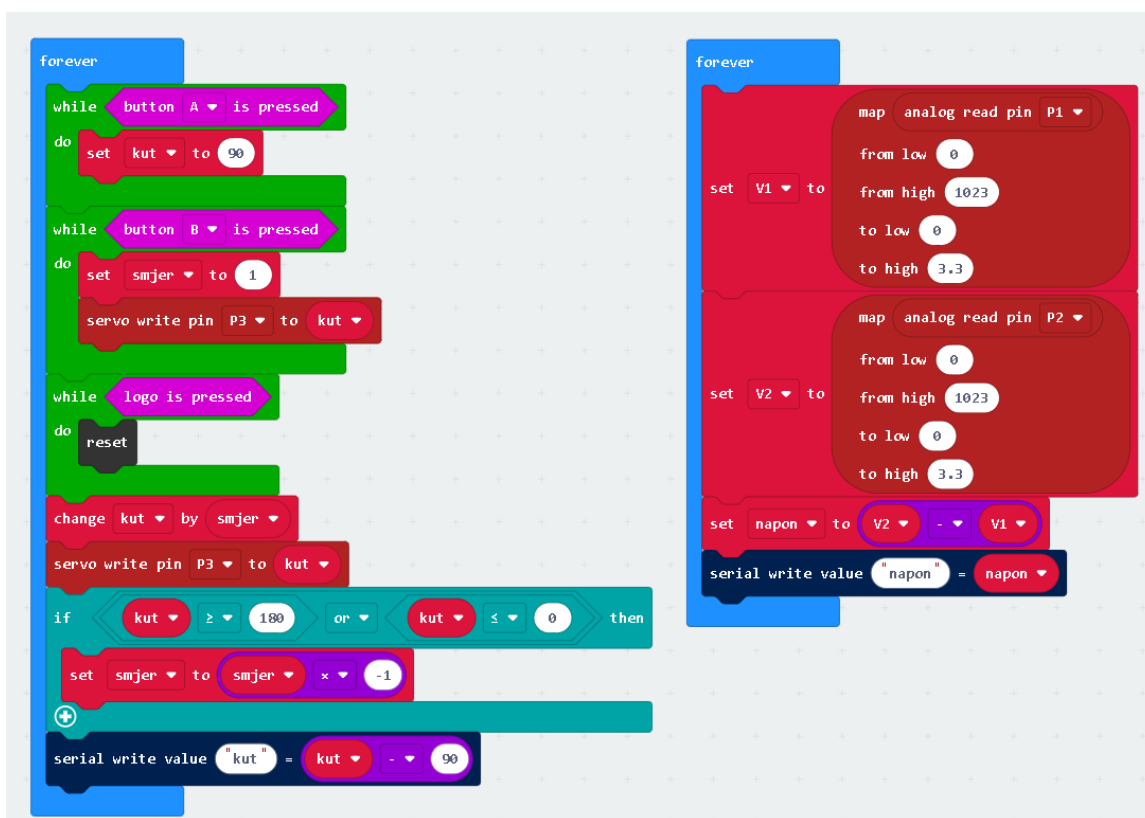 forever
while button A is pressed
do
set kut to 90
while button B is pressed
do
set smjer to 1
servo write pin P3 to kut
while logo is pressed
do
reset
change kut by smjer
servo write pin P3 to kut
if kut ≥ 180 or kut ≤ 0 then
set smjer to smjer × -1
serial write value "kut" = kut - 90
forever
set V1 to
map analog read pin P1
from low 0
from high 1023
to low 0
to high 3.3
set V2 to
map analog read pin P2
from low 0
from high 1023
to low 0
to high 3.3
set napon to V2 - V1
serial write value "napon" = napon